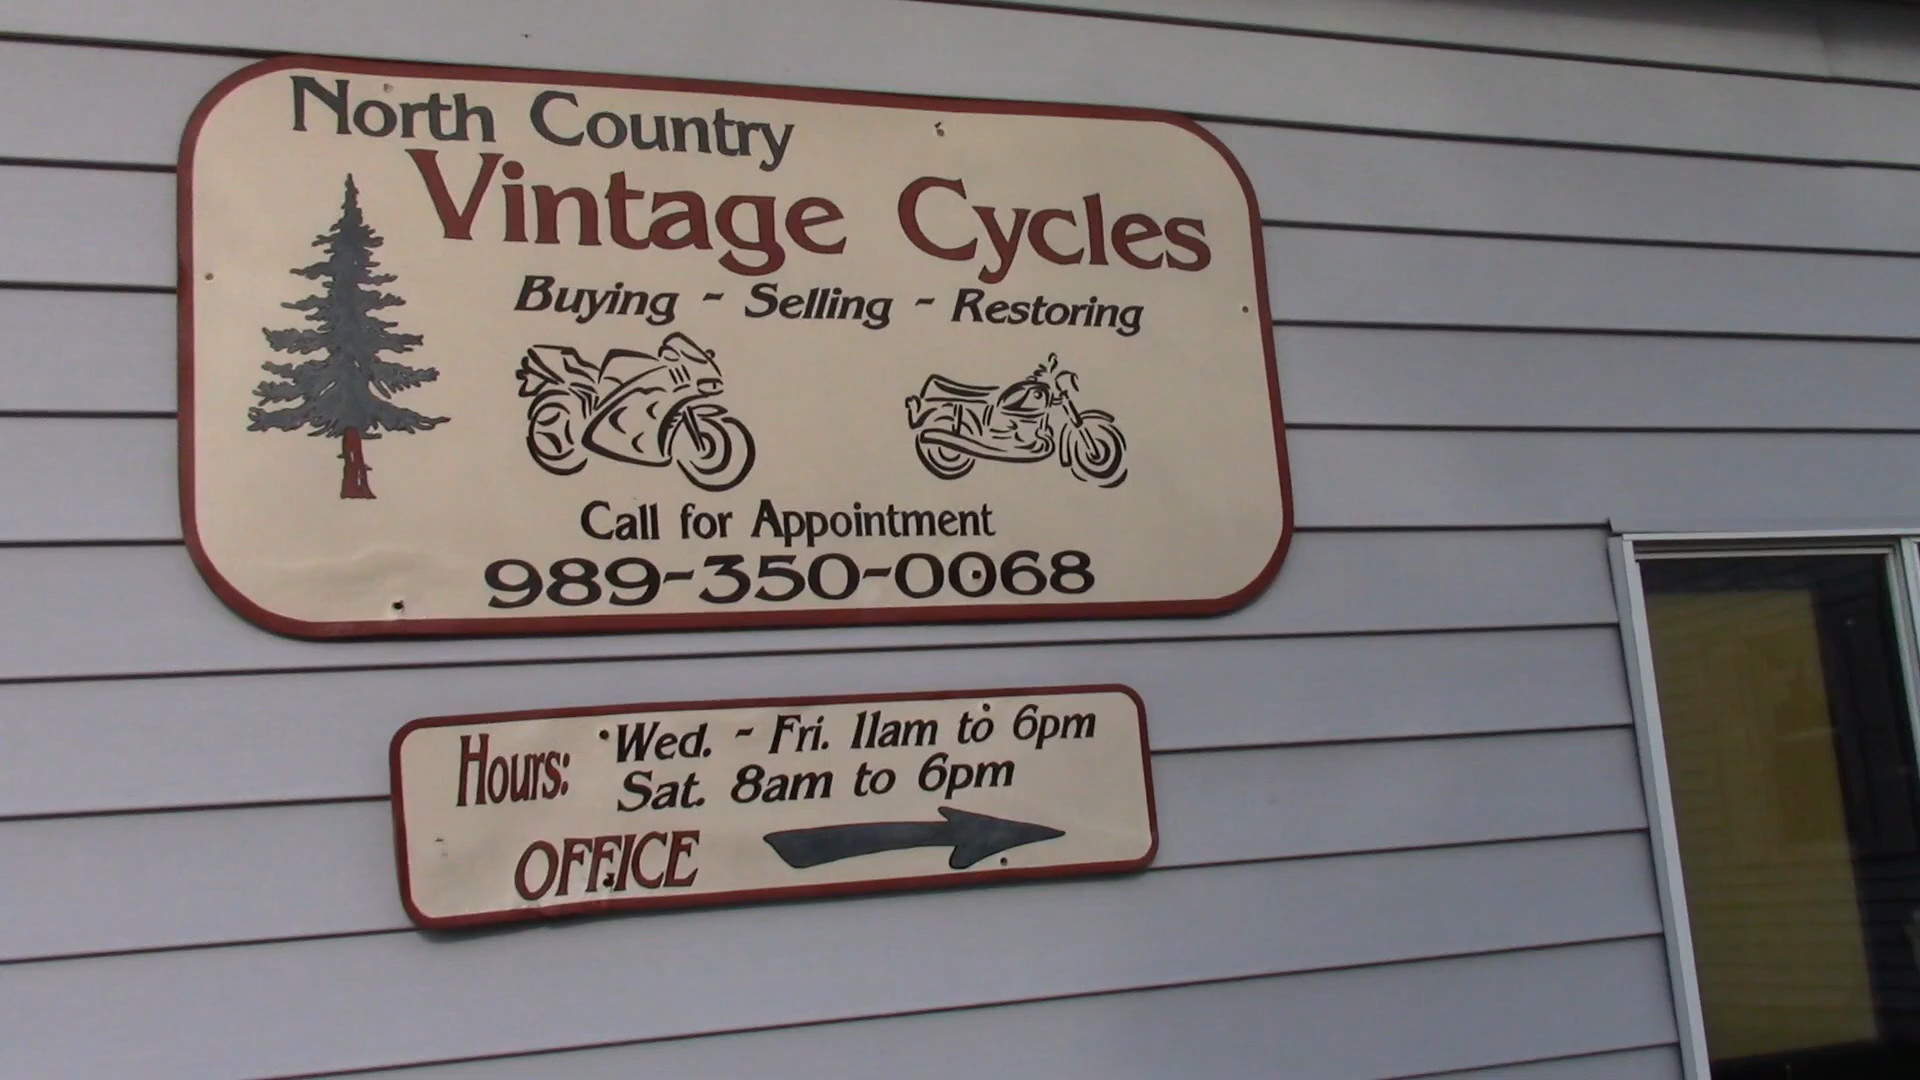 North Country
Vintage Cycles
Buying - Selling - Restoring
Call for Appointment
989-350-0068
Hours: Wed. - Fri. 11am to 6pm
Sat. 8am to 6pm
OFFICE